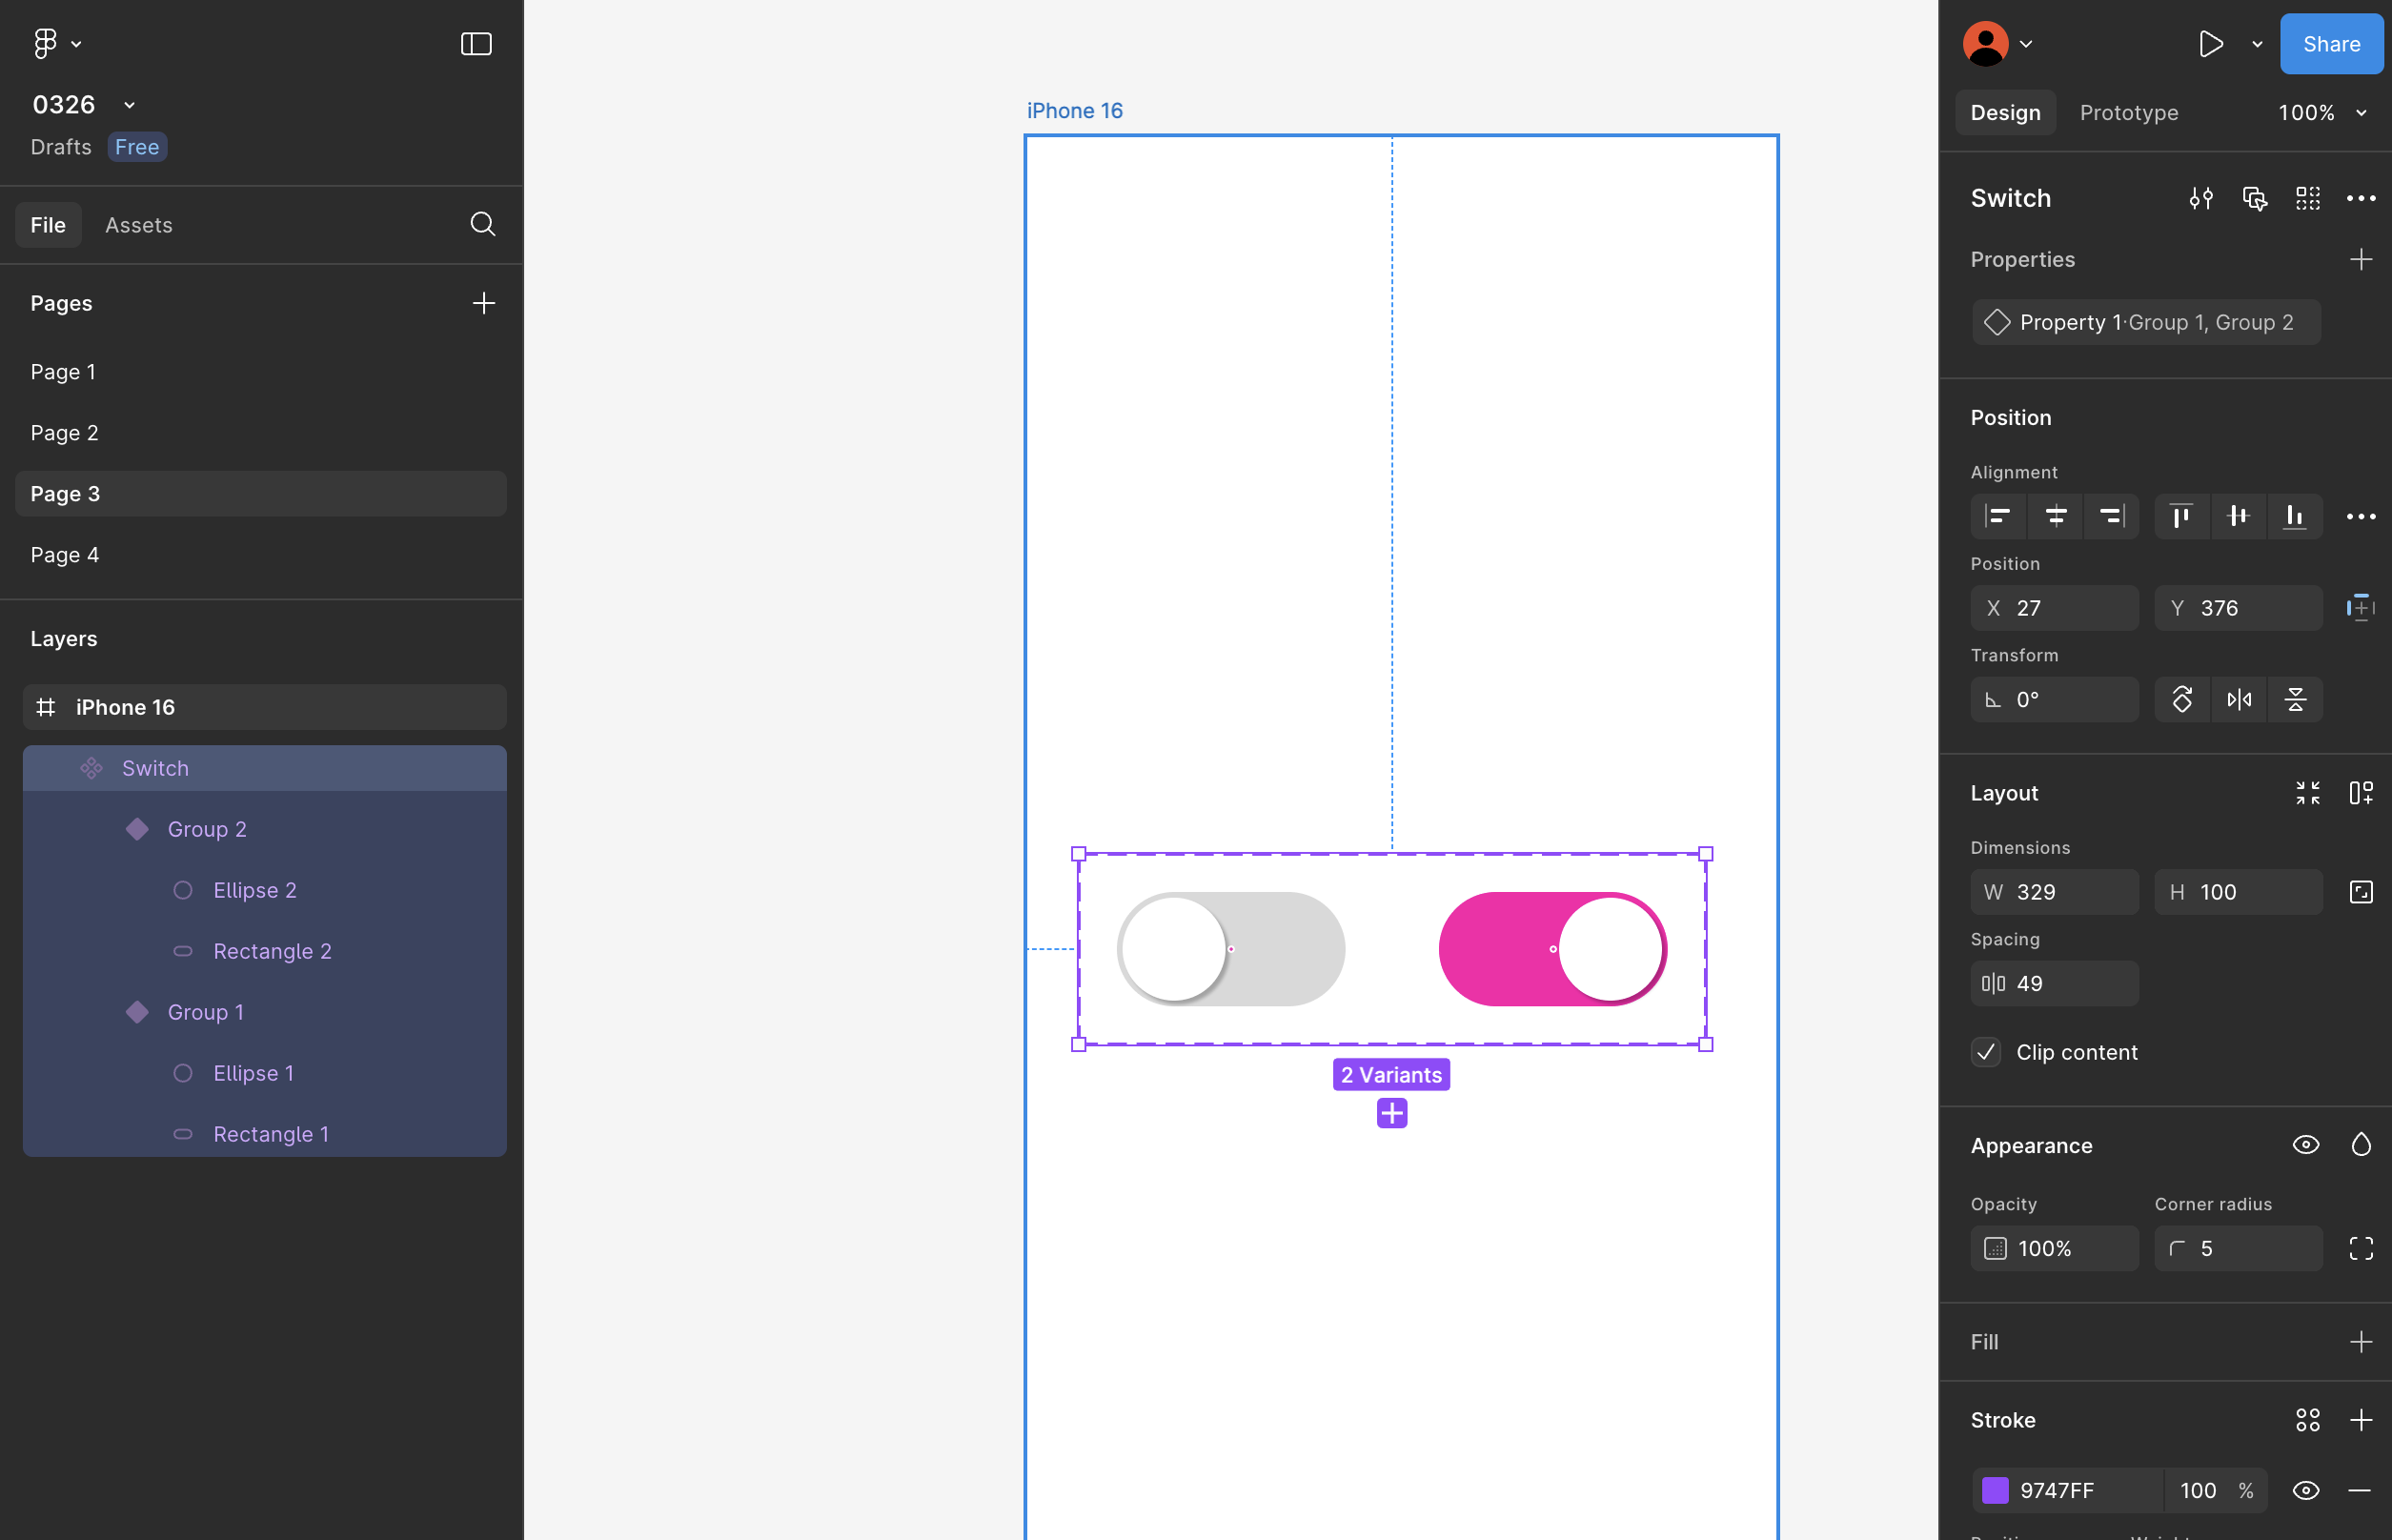 0326
Drafts Free
File Assets
Pages
Page 1
Page 2
Page 3
Page 4
Layers
iPhone 16
Switch
Group 2
Ellipse 2
Rectangle 2
Group 1
Ellipse 1
Rectangle 1
iPhone 16
2 Variants
Share
Design Prototype 100%
Switch
Properties
Property 1·Group 1, Group 2
Position
Alignment
Position
X 27 Y 376
Transform
0°
Layout
Dimensions
W 329 H 100
Spacing
49
Clip content
Appearance
Opacity Corner radius
100% 5
Fill
Stroke
9747FF 100 %